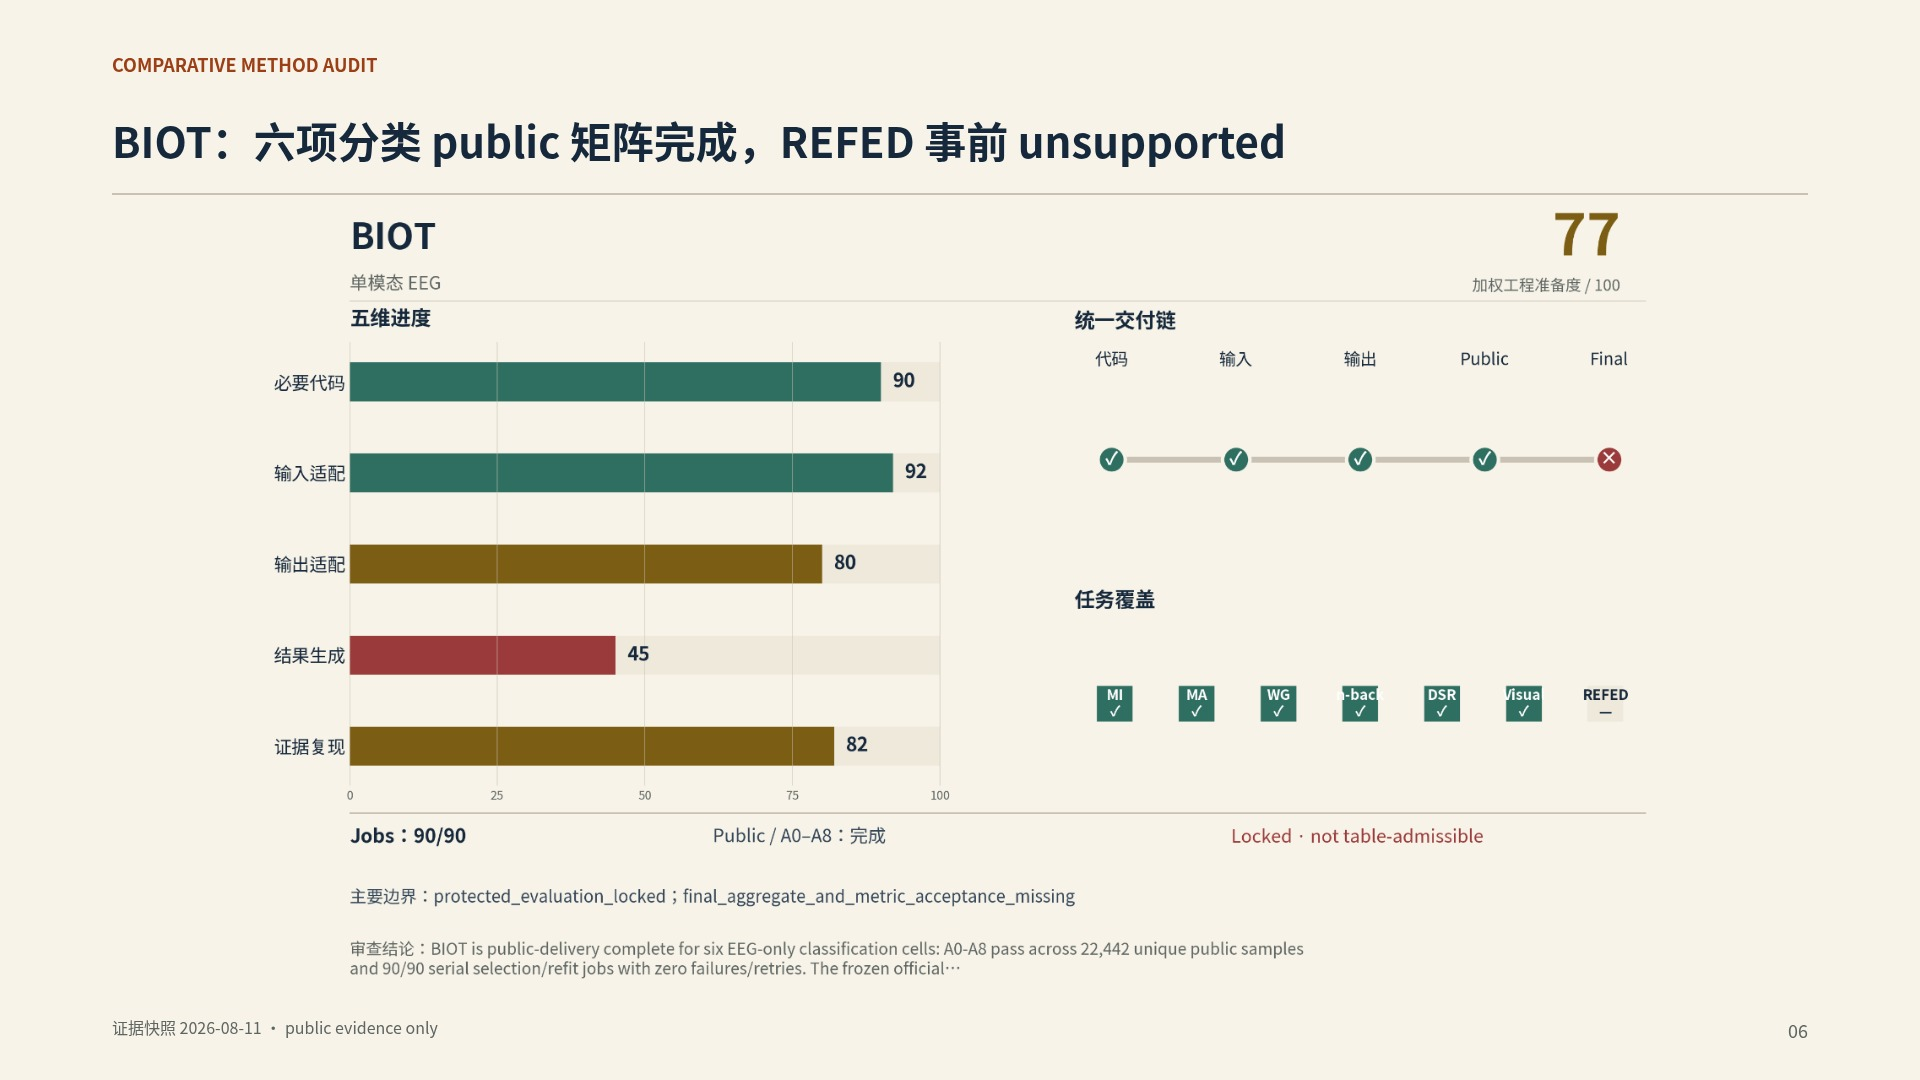 COMPARATIVE METHOD AUDIT
BIOT：六项分类 public 矩阵完成，REFED 事前 unsupported
BIOT
77
单模态 EEG
加权工程准备度 / 100
五维进度
必要代码
90
输入适配
92
输出适配
80
结果生成
45
证据复现
82
0 25 50 75 100
统一交付链
代码 输入 输出 Public Final
✓ ✓ ✓ ✓ ✕
任务覆盖
MI MA WG n-back DSR Visual REFED
✓ ✓ ✓ ✓ ✓ ✓ —
Jobs：90/90
Public / A0–A8：完成
Locked · not table-admissible
主要边界：protected_evaluation_locked；final_aggregate_and_metric_acceptance_missing
审查结论：BIOT is public-delivery complete for six EEG-only classification cells: A0-A8 pass across 22,442 unique public samples
and 90/90 serial selection/refit jobs with zero failures/retries. The frozen official…
证据快照 2026-08-11 · public evidence only
06